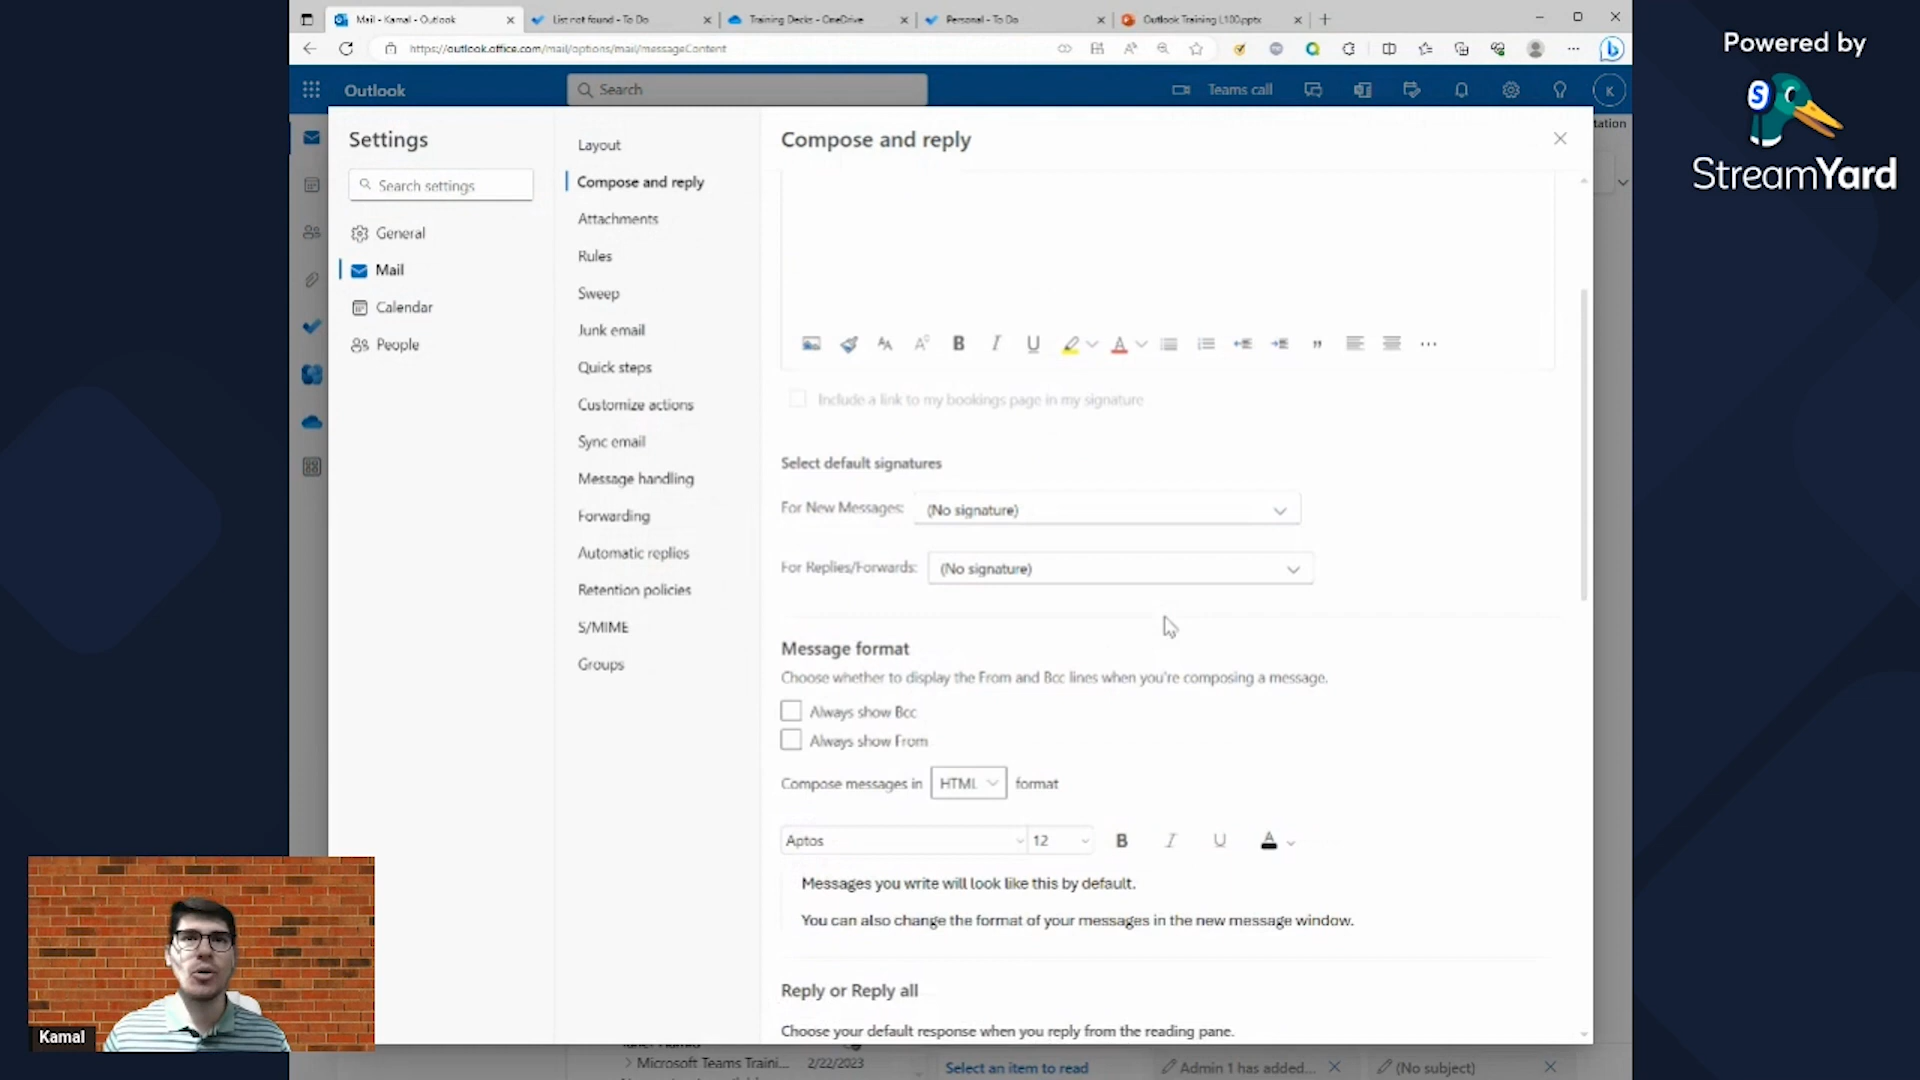 Mail - Kamal - Outlook
List not found - To Do
Training Decks - OneDrive
Personal - To Do
Outlook Training L100.pptx
https://outlook.office.com/mail/options/mail/messageContent
Outlook
Search
Teams call
K
tation
Settings
Search settings
General
Mail
Calendar
People
Layout
Compose and reply
Attachments
Rules
Sweep
Junk email
Quick steps
Customize actions
Sync email
Message handling
Forwarding
Automatic replies
Retention policies
S/MIME
Groups
Compose and reply
Include a link to my bookings page in my signature
Select default signatures
For New Messages: (No signature)
For Replies/Forwards: (No signature)
Message format
Choose whether to display the From and Bcc lines when you're composing a message.
Always show Bcc
Always show From
Compose messages in HTML format
Aptos 12 B I U A
Messages you write will look like this by default.
You can also change the format of your messages in the new message window.
Reply or Reply all
Choose your default response when you reply from the reading pane.
Microsoft Teams Traini... 2/22/2023
Select an item to read
Admin 1 has added...
(No subject)
Kamal
Powered by
S
StreamYard